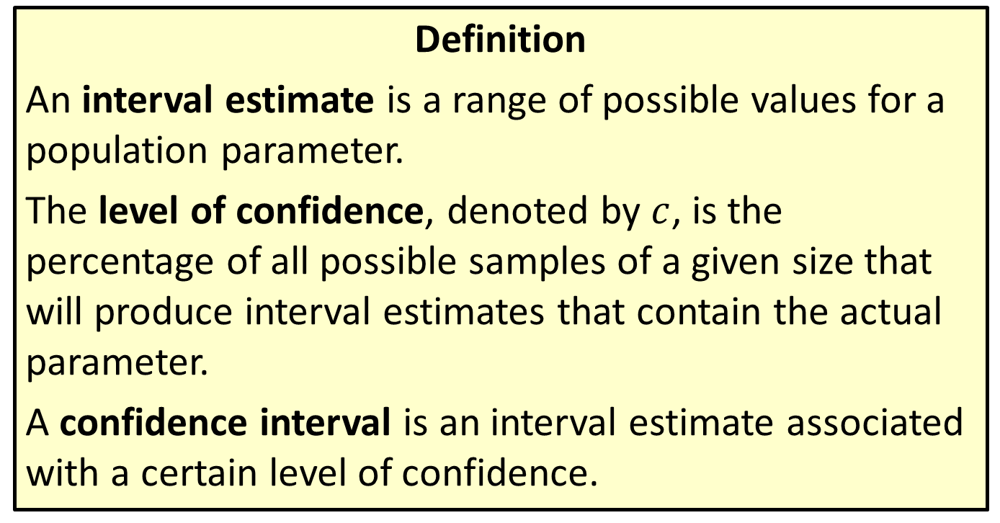 Definition
An interval estimate is a range of possible values for a
population parameter.
The level of confidence, denoted by c, is the
percentage of all possible samples of a given size that
will produce interval estimates that contain the actual
parameter.
A confidence interval is an interval estimate associated
with a certain level of confidence.